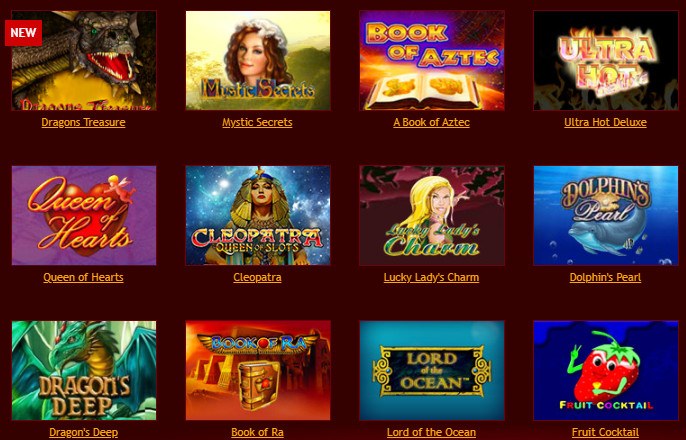 NEW
Dragons Treasure
Mystic Secrets
BOOK
OF AZTEC
ULTRA
HOT
Dragons Treasure
Mystic Secrets
A Book of Aztec
Ultra Hot Deluxe
Queen
of
Hearts
CLEOPATRA
QUEEN OF SLOTS
Lucky Lady's
Charm
DOLPHIN'S
Pearl
Queen of Hearts
Cleopatra
Lucky Lady's Charm
Dolphin's Pearl
DRAGON'S
DEEP
BOOK OF RA
LORD
of the
OCEAN™
FRUIT COCKTAIL
Dragon's Deep
Book of Ra
Lord of the Ocean
Fruit Cocktail